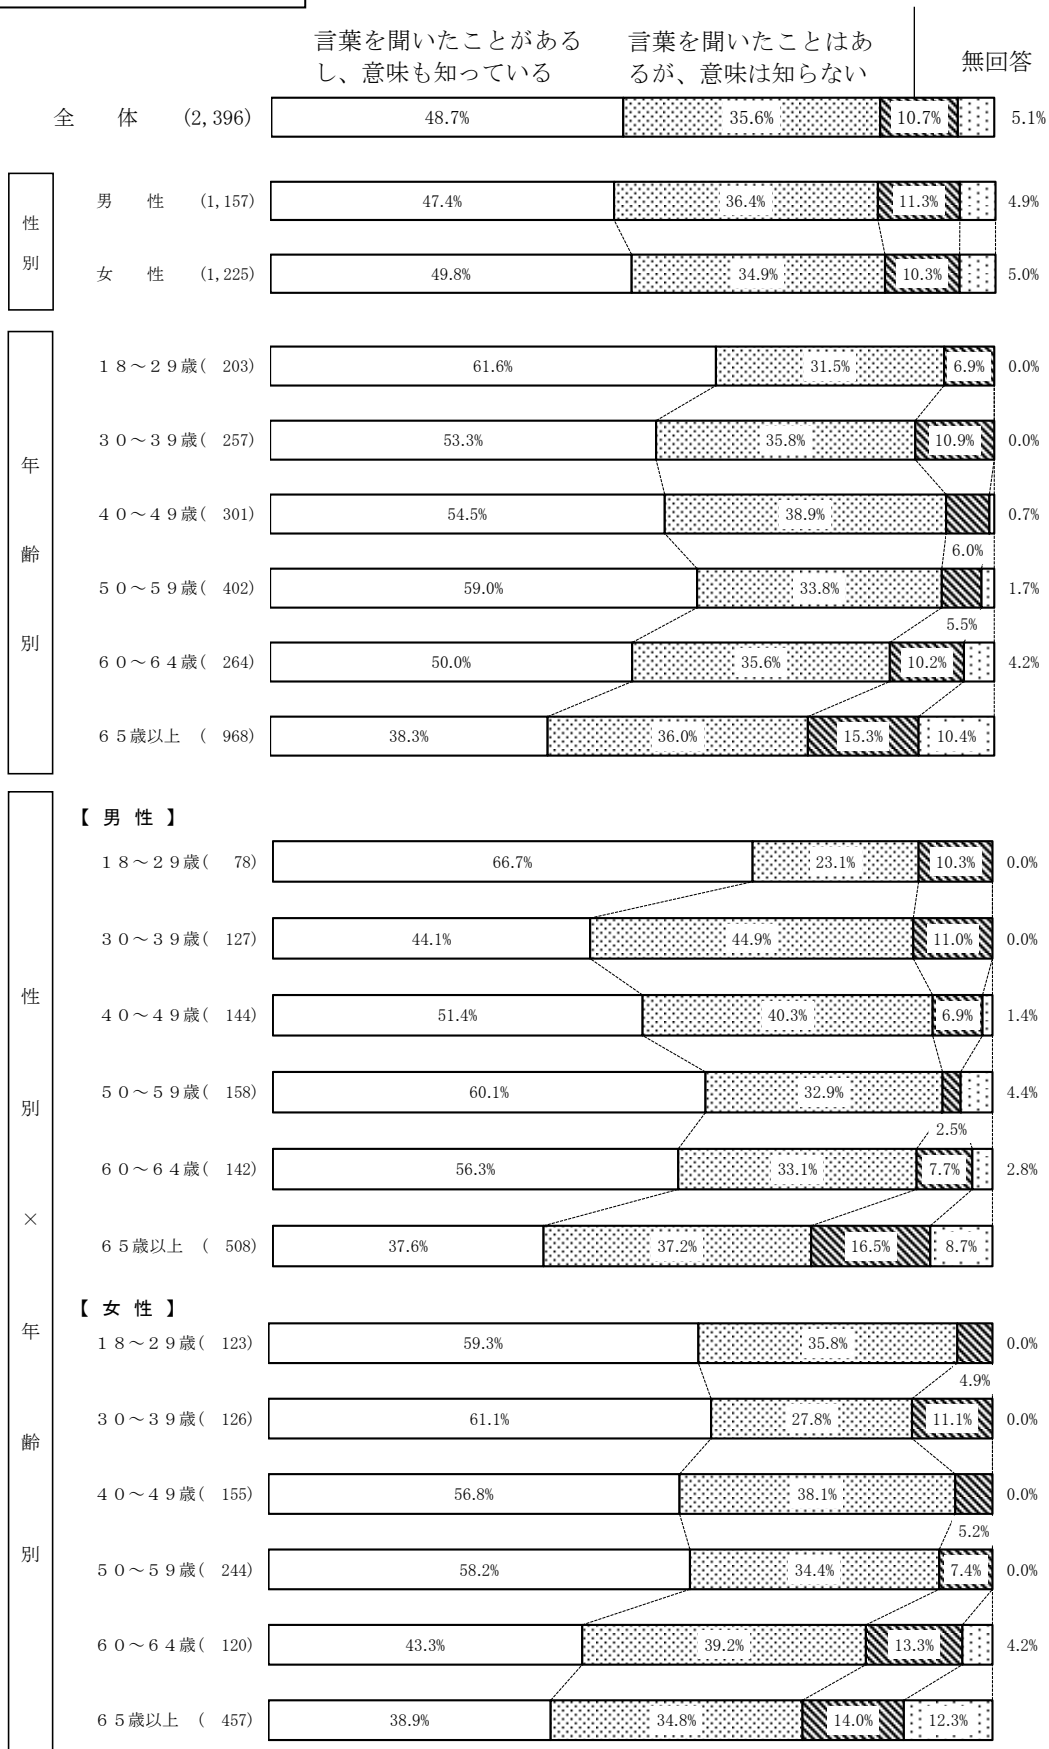 言葉を聞いたことがある
し、意味も知っている
言葉を聞いたことはあ
るが、意味は知らない
無回答
全 体 (2,396) 48.7% 35.6% 10.7% 5.1%
性別
男 性 (1,157) 47.4% 36.4% 11.3% 4.9%
女 性 (1,225) 49.8% 34.9% 10.3% 5.0%
年齢別
18~29歳( 203) 61.6% 31.5% 6.9% 0.0%
30~39歳( 257) 53.3% 35.8% 10.9% 0.0%
40~49歳( 301) 54.5% 38.9% 6.0% 0.7%
50~59歳( 402) 59.0% 33.8% 5.5% 1.7%
60~64歳( 264) 50.0% 35.6% 10.2% 4.2%
65歳以上 ( 968) 38.3% 36.0% 15.3% 10.4%
性別×年齢別
【 男 性 】
18~29歳( 78) 66.7% 23.1% 10.3% 0.0%
30~39歳( 127) 44.1% 44.9% 11.0% 0.0%
40~49歳( 144) 51.4% 40.3% 6.9% 1.4%
50~59歳( 158) 60.1% 32.9% 2.5% 4.4%
60~64歳( 142) 56.3% 33.1% 7.7% 2.8%
65歳以上 ( 508) 37.6% 37.2% 16.5% 8.7%
【 女 性 】
18~29歳( 123) 59.3% 35.8% 4.9% 0.0%
30~39歳( 126) 61.1% 27.8% 11.1% 0.0%
40~49歳( 155) 56.8% 38.1% 5.2% 0.0%
50~59歳( 244) 58.2% 34.4% 7.4% 0.0%
60~64歳( 120) 43.3% 39.2% 13.3% 4.2%
65歳以上 ( 457) 38.9% 34.8% 14.0% 12.3%